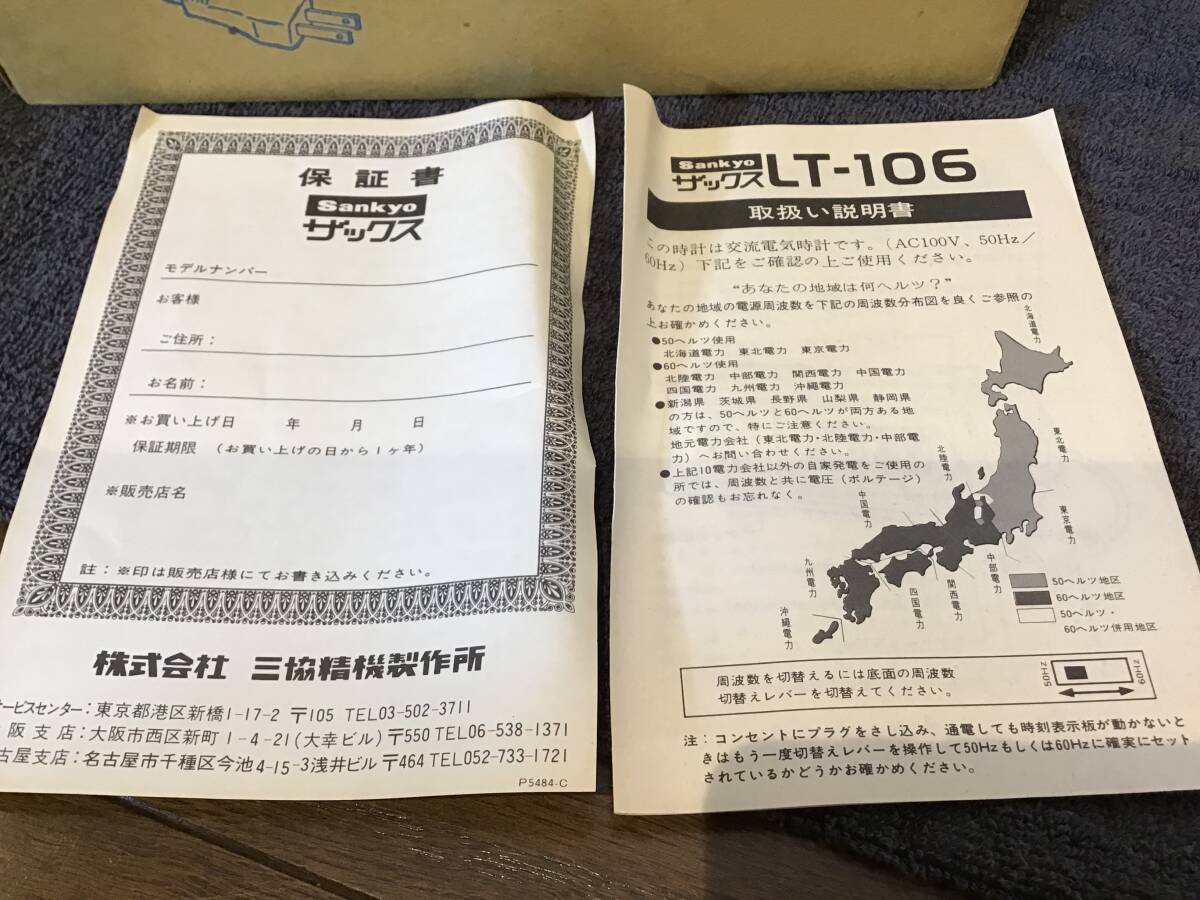 保証書
Sankyo
ザックス
モデルナンバー
お客様
ご住所：
お名前：
※お買い上げ日　年　月　日
保証期限　(お買い上げの日から1ヶ年)
※販売店名
註：※印は販売店様にてお書き込みください。
株式会社 三協精機製作所
ービスセンター：東京都港区新橋1-17-2 〒105 TEL03-502-3711
阪支店：大阪市西区新町1-4-21(大幸ビル)〒550 TEL06-538-1371
古屋支店：名古屋市千種区今池4-15-3浅井ビル〒464 TEL052-733-1721
P5484-C
Sankyo
ザックス LT-106
取扱い説明書
この時計は交流電気時計です。(AC100V、50Hz／
60Hz) 下記をご確認の上ご使用ください。
“あなたの地域は何ヘルツ？”
あなたの地域の電源周波数を下記の周波数分布図を良くご参照の
上お確かめください。
●50ヘルツ使用
北海道電力　東北電力　東京電力
●60ヘルツ使用
北陸電力　中部電力　関西電力　中国電力
四国電力　九州電力　沖縄電力
●新潟県　茨城県　長野県　山梨県　静岡県
の方は、50ヘルツと60ヘルツが両方ある地
域ですので、特にご注意ください。
地元電力会社(東北電力・北陸電力・中部電
力)へお問い合わせください。
●上記10電力会社以外の自家発電をご使用の
所では、周波数と共に電圧(ボルテージ)
の確認もお忘れなく。
北海道電力
東北電力
北陸電力
東京電力
中国電力
中部電力
九州電力
関西電力
四国電力
沖縄電力
50ヘルツ地区
60ヘルツ地区
50ヘルツ・
60ヘルツ併用地区
周波数を切替えるには底面の周波数
切替えレバーを切替えてください。
50Hz
60Hz
注：コンセントにプラグをさし込み、通電しても時刻表示板が動かないと
きはもう一度切替えレバーを操作して50Hzもしくは60Hzに確実にセット
されているかどうかお確かめください。